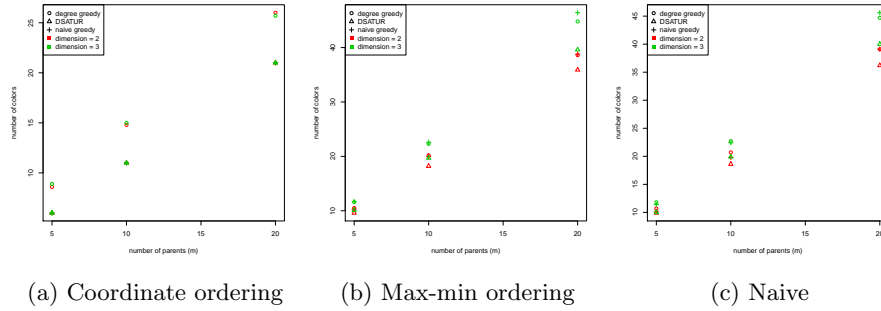 degree greedy
DSATUR
naive greedy
dimension = 2
dimension = 3
number of colors
25
20
15
10
5
10
15
20
number of parents (m)
(a) Coordinate ordering
degree greedy
DSATUR
naive greedy
dimension = 2
dimension = 3
number of colors
40
30
20
10
5
10
15
20
number of parents (m)
(b) Max-min ordering
degree greedy
DSATUR
naive greedy
dimension = 2
dimension = 3
number of colors
45
40
35
30
25
20
15
10
5
10
15
20
number of parents (m)
(c) Naive